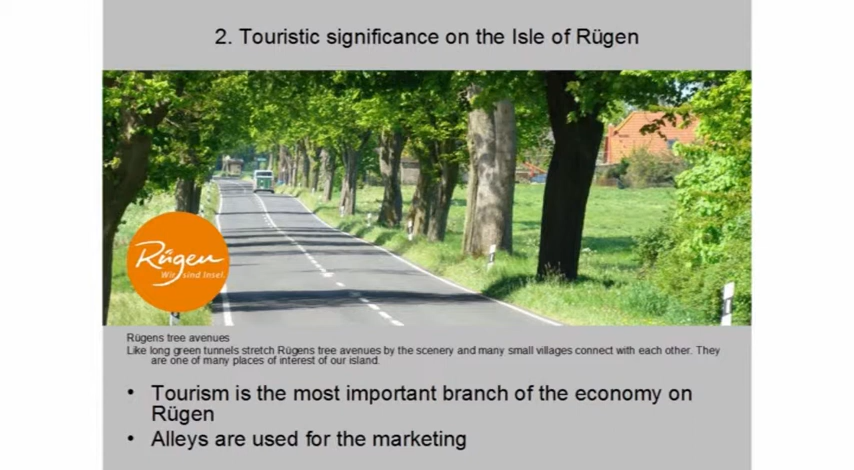 2. Touristic significance on the Isle of Rügen
Rügen
Wir sind Insel.
Rügens tree avenues
Like long green tunnels stretch Rügens tree avenues by the scenery and many small villages connect with each other. They
are one of many places of interest of our island.
• Tourism is the most important branch of the economy on
Rügen
• Alleys are used for the marketing